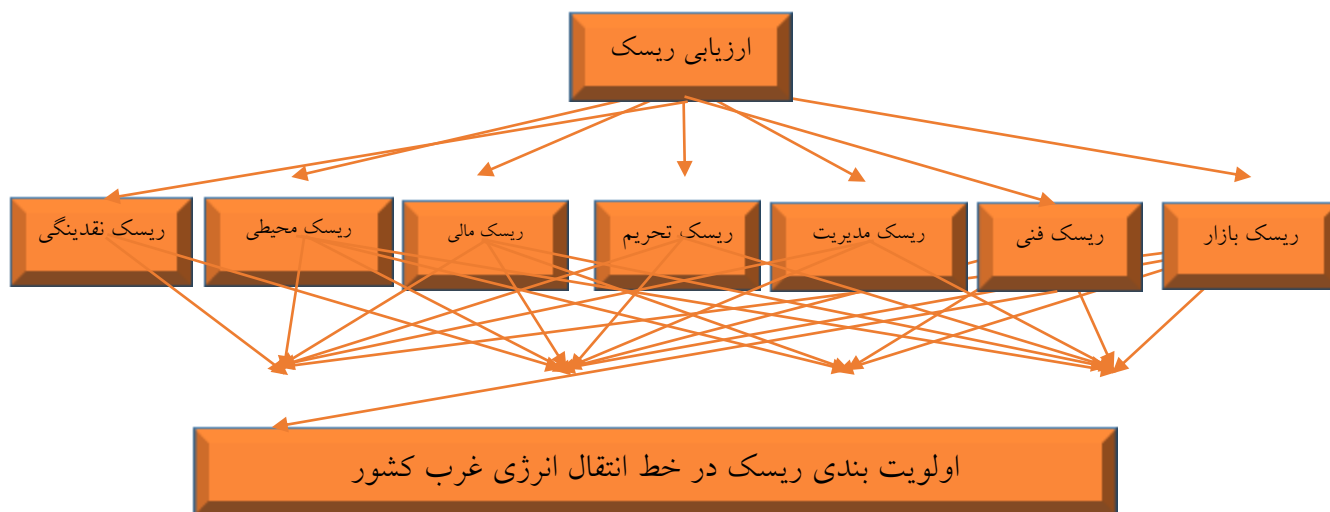 ارزیابی ریسک
ریسک بازار
ریسک فنی
ریسک مدیریت
ریسک تحریم
ریسک مالی
ریسک محیطی
ریسک نقدینگی
اولویت بندی ریسک در خط انتقال انرژی غرب کشور